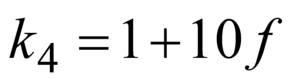 k₄ = 1 + 10f